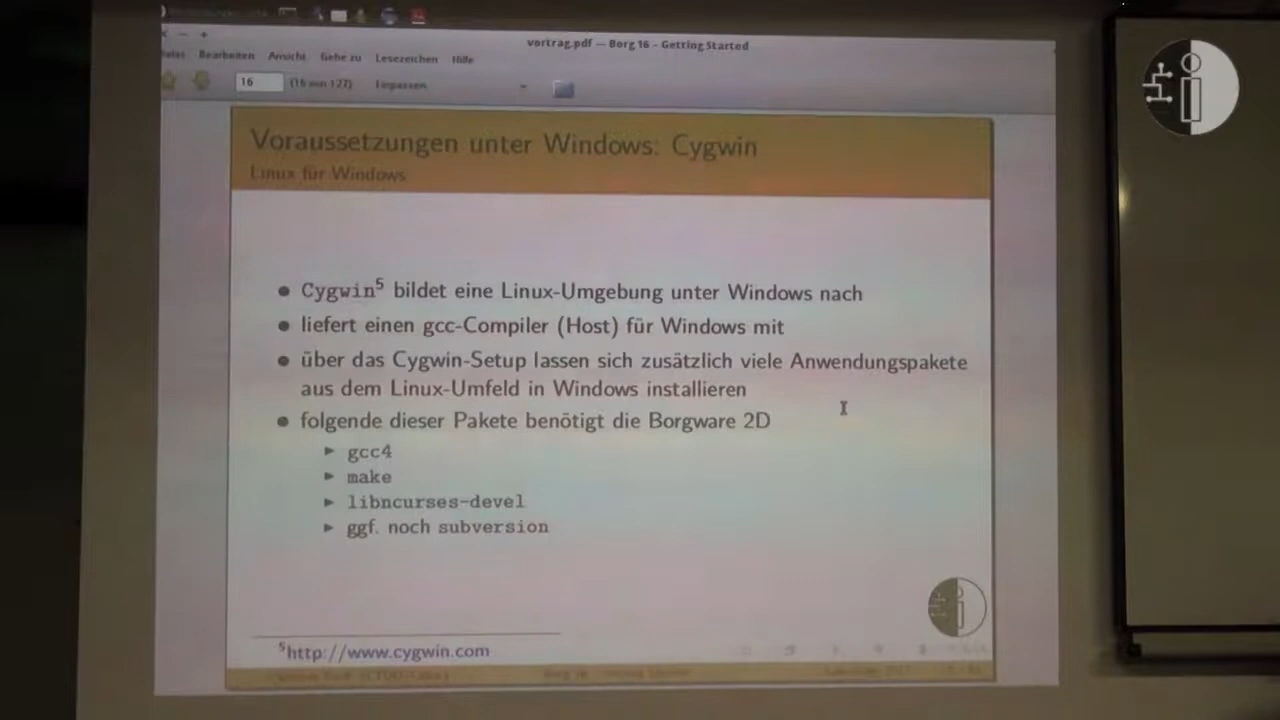 vortrag.pdf — Borg 16 – Getting Started
Bearbeiten Ansicht Gehe zu Lesezeichen Hilfe
16 (16 von 127) Einpassen
Voraussetzungen unter Windows: Cygwin
Linux für Windows
● Cygwin⁵ bildet eine Linux-Umgebung unter Windows nach
● liefert einen gcc-Compiler (Host) für Windows mit
● über das Cygwin-Setup lassen sich zusätzlich viele Anwendungspakete
aus dem Linux-Umfeld in Windows installieren
● folgende dieser Pakete benötigt die Borgware 2D
► gcc4
► make
► libncurses-devel
► ggf. noch subversion
⁵http://www.cygwin.com